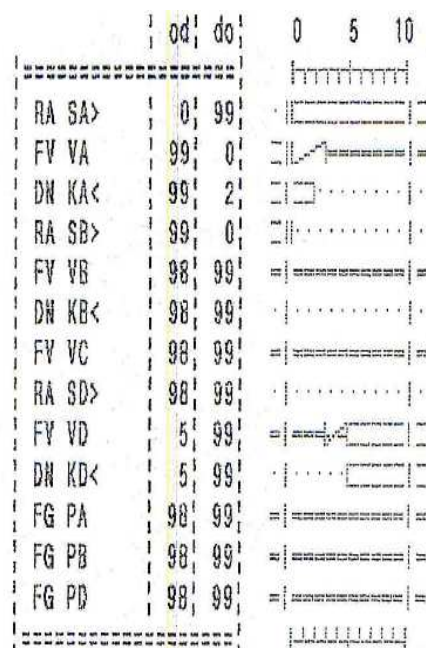 od do 0 5 10
RA SA> 0 99
FV VA 99 0
DN KA< 99 2
RA SB> 99 0
FV VB 98 99
DN KB< 98 99
FV VC 98 99
RA SD> 98 99
FV VD 5 99
DN KD< 5 99
FG PA 98 99
FG PB 98 99
FG PD 98 99